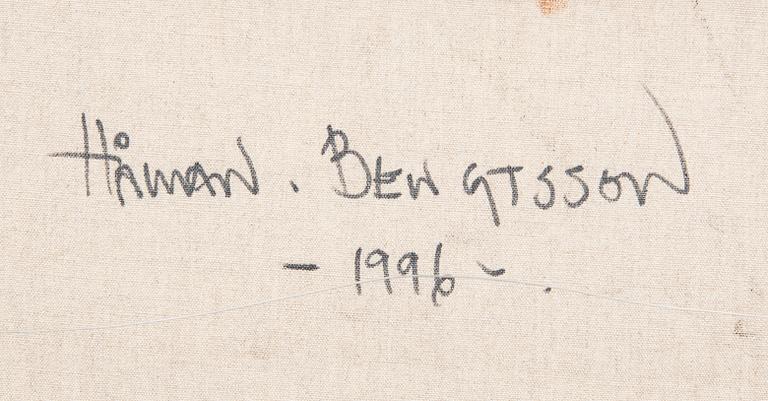 Håkan . Bengtsson
- 1996 - .